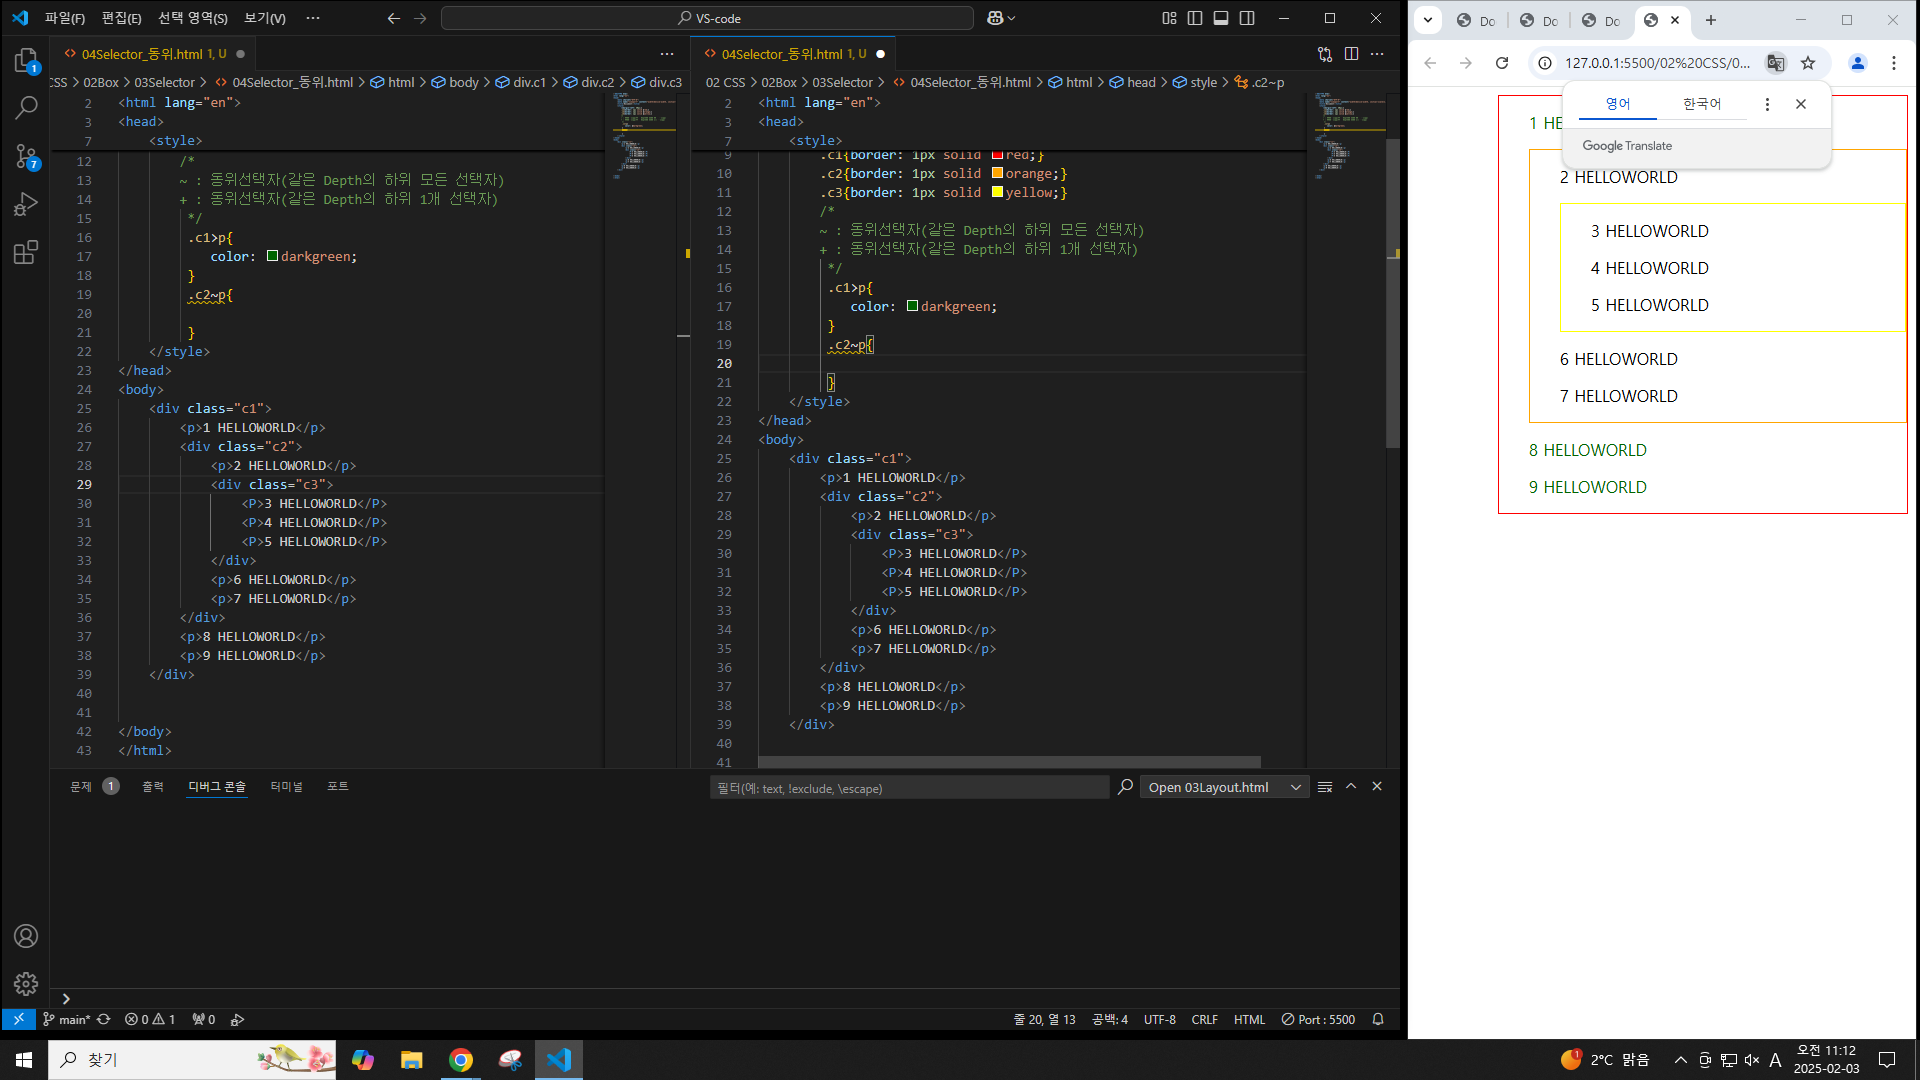 파일(F) 편집(E) 선택 영역(S) 보기(V) ··· VS-code
04Selector_동위.html 1, U
CSS > 02Box > 03Selector > 04Selector_동위.html > html > body > div.c1 > div.c2 > div.c3
2 <html lang="en">
3 <head>
7 <style>
12 /*
13 ~ : 동위선택자(같은 Depth의 하위 모든 선택자)
14 + : 동위선택자(같은 Depth의 하위 1개 선택자)
15 */
16 .c1>p{
17 color: darkgreen;
18 }
19 .c2~p{
20
21 }
22 </style>
23 </head>
24 <body>
25 <div class="c1">
26 <p>1 HELLOWORLD</p>
27 <div class="c2">
28 <p>2 HELLOWORLD</p>
29 <div class="c3">
30 <P>3 HELLOWORLD</P>
31 <P>4 HELLOWORLD</P>
32 <P>5 HELLOWORLD</P>
33 </div>
34 <p>6 HELLOWORLD</p>
35 <p>7 HELLOWORLD</p>
36 </div>
37 <p>8 HELLOWORLD</p>
38 <p>9 HELLOWORLD</p>
39 </div>
40
41
42 </body>
43 </html>
04Selector_동위.html 1, U
02 CSS > 02Box > 03Selector > 04Selector_동위.html > html > head > style > .c2~p
2 <html lang="en">
3 <head>
7 <style>
9 .c1{border: 1px solid red;}
10 .c2{border: 1px solid orange;}
11 .c3{border: 1px solid yellow;}
12 /*
13 ~ : 동위선택자(같은 Depth의 하위 모든 선택자)
14 + : 동위선택자(같은 Depth의 하위 1개 선택자)
15 */
16 .c1>p{
17 color: darkgreen;
18 }
19 .c2~p{
20
21 }
22 </style>
23 </head>
24 <body>
25 <div class="c1">
26 <p>1 HELLOWORLD</p>
27 <div class="c2">
28 <p>2 HELLOWORLD</p>
29 <div class="c3">
30 <P>3 HELLOWORLD</P>
31 <P>4 HELLOWORLD</P>
32 <P>5 HELLOWORLD</P>
33 </div>
34 <p>6 HELLOWORLD</p>
35 <p>7 HELLOWORLD</p>
36 </div>
37 <p>8 HELLOWORLD</p>
38 <p>9 HELLOWORLD</p>
39 </div>
40
41
문제 1 출력 디버그 콘솔 터미널 포트 필터(예: text, !exclude, \escape) Open 03Layout.html
1 7
main* 0 1 0 줄 20, 열 13 공백: 4 UTF-8 CRLF HTML Port : 5500
Do Do Do
127.0.0.1:5500/02%20CSS/0...
영어 한국어
Google Translate
1 HE
2 HELLOWORLD
3 HELLOWORLD
4 HELLOWORLD
5 HELLOWORLD
6 HELLOWORLD
7 HELLOWORLD
8 HELLOWORLD
9 HELLOWORLD
찾기 1 2°C 맑음 A 오전 11:12
2025-02-03